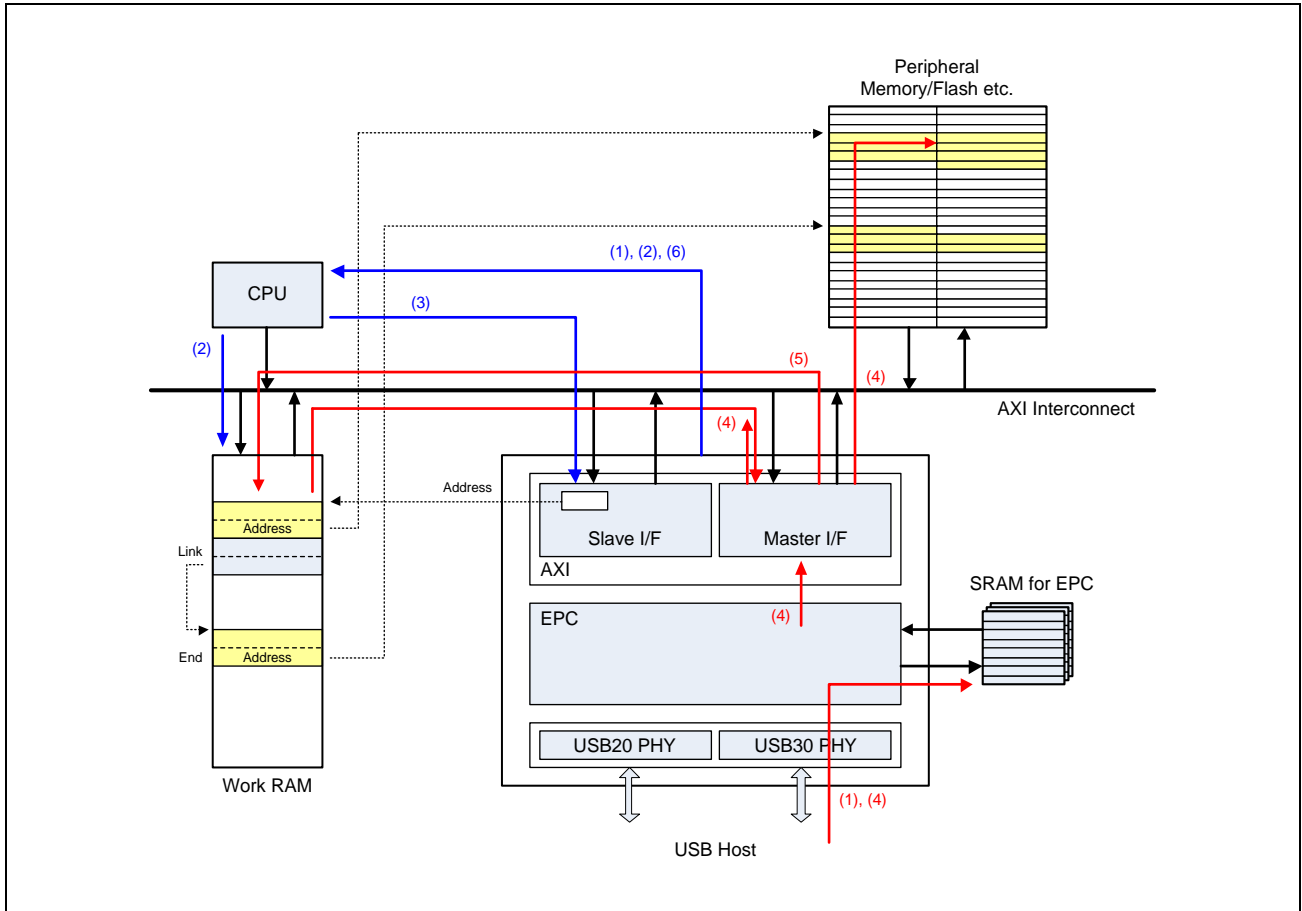 Peripheral
Memory/Flash etc.
(1), (2), (6)
CPU
(3)
(2)
(5)
(4)
AXI Interconnect
(4)
Address
Slave I/F
Master I/F
AXI
Address
Link
SRAM for EPC
(4)
EPC
End
Address
USB20 PHY
USB30 PHY
Work RAM
(1), (4)
USB Host